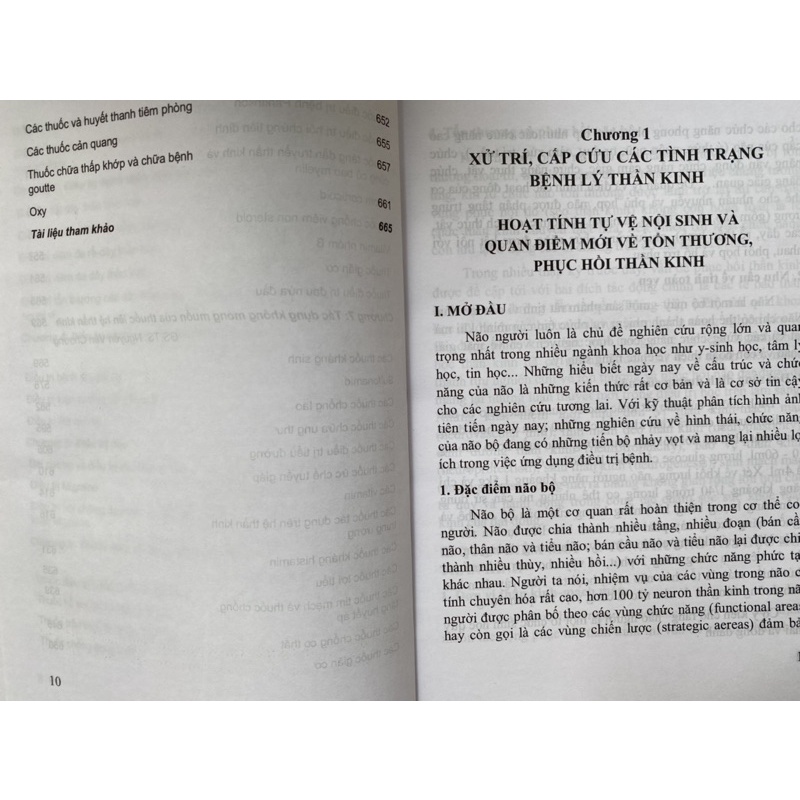 Các thuốc và huyết thanh tiêm phòng 652
Các thuốc cản quang 655
Thuốc chữa thấp khớp và chữa bệnh 657
goutte
Oxy 661
Tài liệu tham khảo 665
10
Chương 1
XỬ TRÍ, CẤP CỨU CÁC TÌNH TRẠNG
BỆNH LÝ THẦN KINH
HOẠT TÍNH TỰ VỆ NỘI SINH VÀ
QUAN ĐIỂM MỚI VỀ TỔN THƯƠNG,
PHỤC HỒI THẦN KINH
I. MỞ ĐẦU
Não người luôn là chủ đề nghiên cứu rộng lớn và quan
trọng nhất trong nhiều ngành khoa học như y-sinh học, tâm lý
học, tin học... Những hiểu biết ngày nay về cấu trúc và chức
năng của não là những kiến thức rất cơ bản và là cơ sở tin cậy
cho các nghiên cứu tương lai. Với kỹ thuật phân tích hình ảnh
tiên tiến ngày nay; những nghiên cứu về hình thái, chức năng
của não bộ đang có những tiến bộ nhảy vọt và mang lại nhiều lợi
ích trong việc ứng dụng điều trị bệnh.
1. Đặc điểm não bộ
Não bộ là một cơ quan rất hoàn thiện trong cơ thể co
người. Não được chia thành nhiều tầng, nhiều đoạn (bán cầ
não, thân não và tiểu não; bán cầu não và tiểu não lại được chi
thành nhiều thùy, nhiều hồi...) với những chức năng phức tạ
khác nhau. Người ta nói, nhiệm vụ của các vùng trong não c
tính chuyên hóa rất cao, hơn 100 tỷ neuron thần kinh trong nã
người được phân bố theo các vùng chức năng (functional areas
hay còn gọi là các vùng chiến lược (strategic aereas) đảm bả